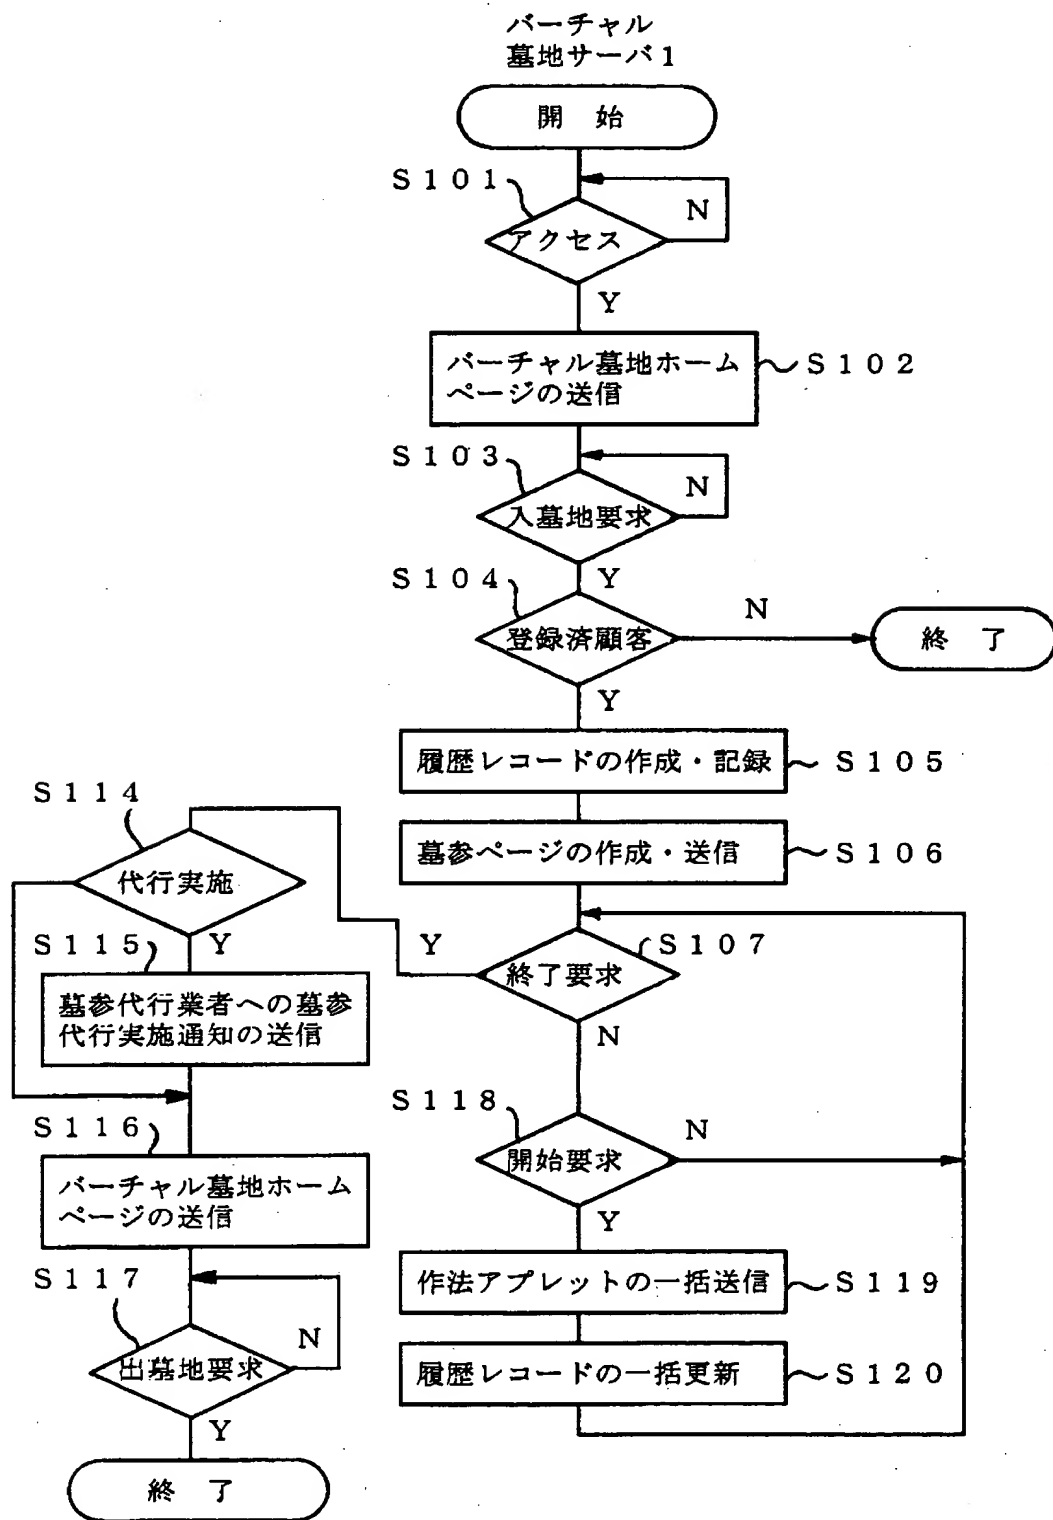 バーチャル
墓地サーバ1
開 始
S101
アクセス
N
Y
バーチャル墓地ホーム
ページの送信
S102
S103
入墓地要求
N
Y
S104
登録済顧客
N
終 了
Y
履歴レコードの作成・記録
S105
墓参ページの作成・送信
S106
S107
終了要求
Y
N
S118
開始要求
N
Y
作法アプレットの一括送信
S119
履歴レコードの一括更新
S120
S114
代行実施
Y
S115
墓参代行業者への墓参
代行実施通知の送信
S116
バーチャル墓地ホーム
ページの送信
S117
出墓地要求
N
Y
終 了